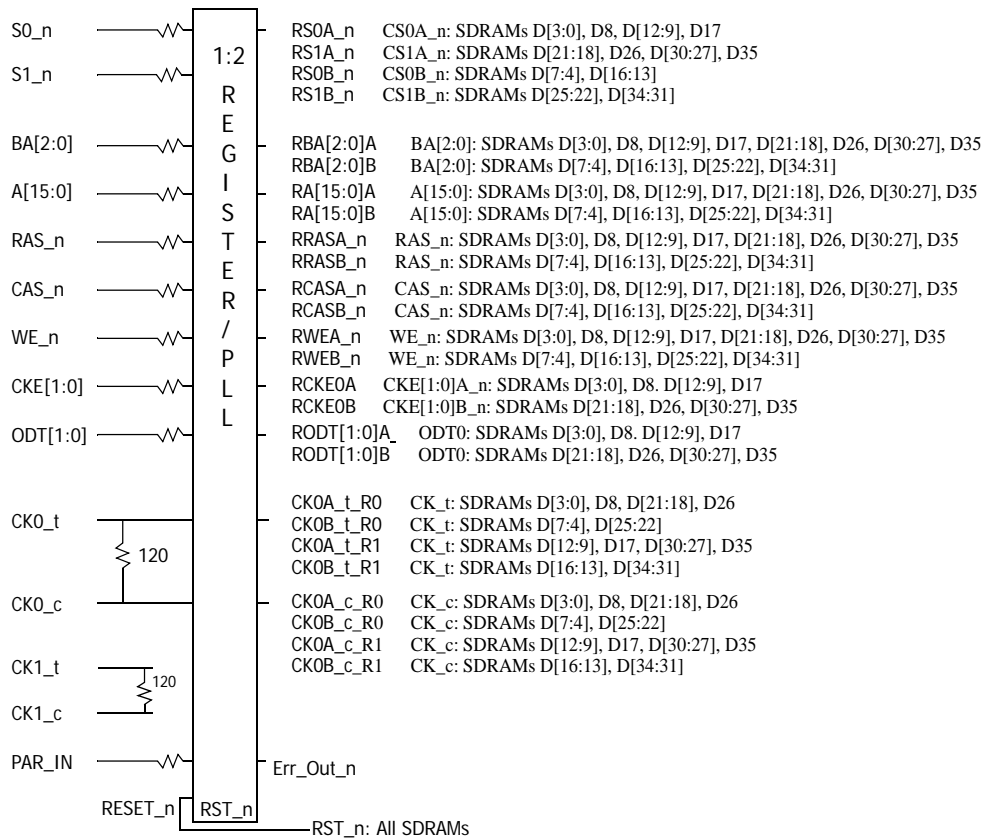 S0_n
S1_n
BA[2:0]
A[15:0]
RAS_n
CAS_n
WE_n
CKE[1:0]
ODT[1:0]
CK0_t
120
CK0_c
CK1_t
120
CK1_c
PAR_IN
RESET_n
1:2
R
E
G
I
S
T
E
R
/
P
L
L
RST_n
RS0A_n CS0A_n: SDRAMs D[3:0], D8, D[12:9], D17
RS1A_n CS1A_n: SDRAMs D[21:18], D26, D[30:27], D35
RS0B_n CS0B_n: SDRAMs D[7:4], D[16:13]
RS1B_n CS1B_n: SDRAMs D[25:22], D[34:31]
RBA[2:0]A BA[2:0]: SDRAMs D[3:0], D8, D[12:9], D17, D[21:18], D26, D[30:27], D35
RBA[2:0]B BA[2:0]: SDRAMs D[7:4], D[16:13], D[25:22], D[34:31]
RA[15:0]A A[15:0]: SDRAMs D[3:0], D8, D[12:9], D17, D[21:18], D26, D[30:27], D35
RA[15:0]B A[15:0]: SDRAMs D[7:4], D[16:13], D[25:22], D[34:31]
RRASA_n RAS_n: SDRAMs D[3:0], D8, D[12:9], D17, D[21:18], D26, D[30:27], D35
RRASB_n RAS_n: SDRAMs D[7:4], D[16:13], D[25:22], D[34:31]
RCASA_n CAS_n: SDRAMs D[3:0], D8, D[12:9], D17, D[21:18], D26, D[30:27], D35
RCASB_n CAS_n: SDRAMs D[7:4], D[16:13], D[25:22], D[34:31]
RWEA_n WE_n: SDRAMs D[3:0], D8, D[12:9], D17, D[21:18], D26, D[30:27], D35
RWEB_n WE_n: SDRAMs D[7:4], D[16:13], D[25:22], D[34:31]
RCKE0A CKE[1:0]A_n: SDRAMs D[3:0], D8. D[12:9], D17
RCKE0B CKE[1:0]B_n: SDRAMs D[21:18], D26, D[30:27], D35
RODT[1:0]A_ ODT0: SDRAMs D[3:0], D8. D[12:9], D17
RODT[1:0]B ODT0: SDRAMs D[21:18], D26, D[30:27], D35
CK0A_t_R0 CK_t: SDRAMs D[3:0], D8, D[21:18], D26
CK0B_t_R0 CK_t: SDRAMs D[7:4], D[25:22]
CK0A_t_R1 CK_t: SDRAMs D[12:9], D17, D[30:27], D35
CK0B_t_R1 CK_t: SDRAMs D[16:13], D[34:31]
CK0A_c_R0 CK_c: SDRAMs D[3:0], D8, D[21:18], D26
CK0B_c_R0 CK_c: SDRAMs D[7:4], D[25:22]
CK0A_c_R1 CK_c: SDRAMs D[12:9], D17, D[30:27], D35
CK0B_c_R1 CK_c: SDRAMs D[16:13], D[34:31]
Err_Out_n
RST_n: All SDRAMs